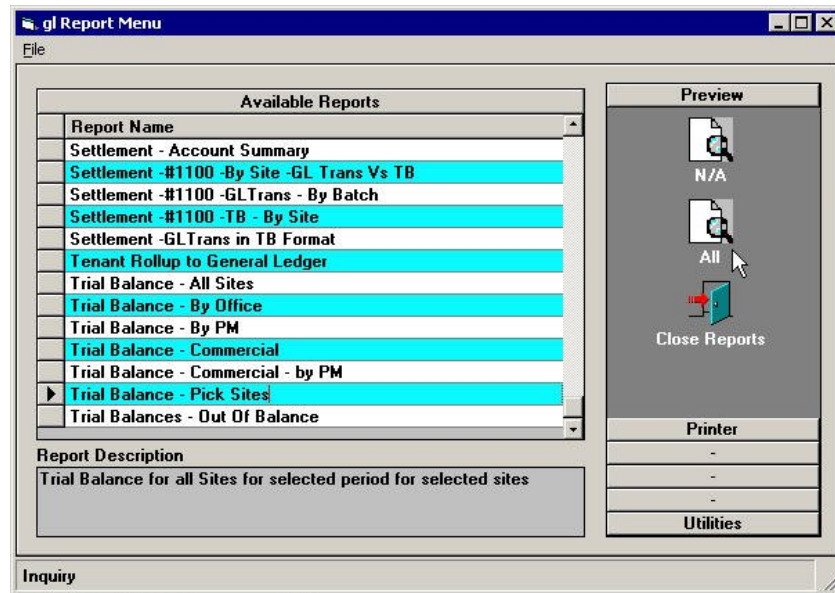 gl Report Menu
File
Available Reports
Report Name
Settlement - Account Summary
Settlement -#1100 -By Site -GL Trans Vs TB
Settlement -#1100 -GLTrans - By Batch
Settlement -#1100 -TB - By Site
Settlement -GLTrans in TB Format
Tenant Rollup to General Ledger
Trial Balance - All Sites
Trial Balance - By Office
Trial Balance - By PM
Trial Balance - Commercial
Trial Balance - Commercial - by PM
Trial Balance - Pick Sites
Trial Balances - Out Of Balance
Report Description
Trial Balance for all Sites for selected period for selected sites
Preview
N/A
All
Close Reports
Printer
-
-
-
Utilities
Inquiry